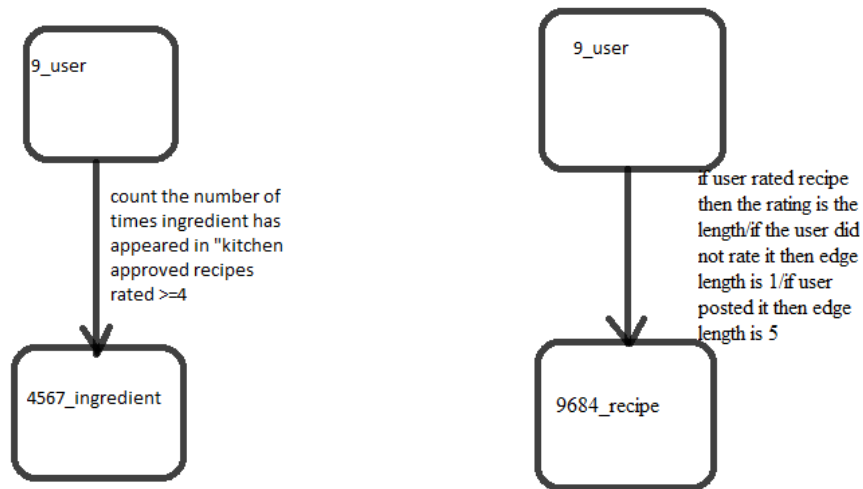 9_user
count the number of
times ingredient has
appeared in "kitchen
approved recipes
rated >=4
4567_ingredient
9_user
if user rated recipe
then the rating is the
length/if the user did
not rate it then edge
length is 1/if user
posted it then edge
length is 5
9684_recipe